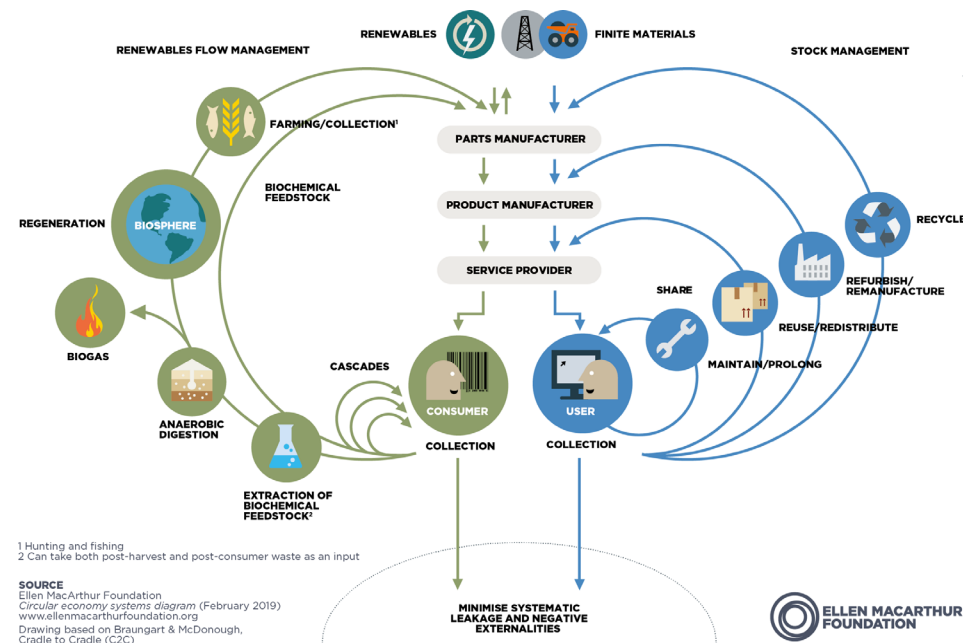 RENEWABLES
FINITE MATERIALS
RENEWABLES FLOW MANAGEMENT
STOCK MANAGEMENT
FARMING/COLLECTION¹
PARTS MANUFACTURER
BIOCHEMICAL
FEEDSTOCK
PRODUCT MANUFACTURER
REGENERATION
BIOSPHERE
RECYCLE
SERVICE PROVIDER
REFURBISH/
REMANUFACTURE
SHARE
REUSE/REDISTRIBUTE
BIOGAS
MAINTAIN/PROLONG
CASCADES
CONSUMER
USER
ANAEROBIC
DIGESTION
COLLECTION
COLLECTION
EXTRACTION OF
BIOCHEMICAL
FEEDSTOCK²
1 Hunting and fishing
2 Can take both post-harvest and post-consumer waste as an input
SOURCE
Ellen MacArthur Foundation
Circular economy systems diagram (February 2019)
www.ellenmacarthurfoundation.org
Drawing based on Braungart & McDonough,
Cradle to Cradle (C2C)
MINIMISE SYSTEMATIC
LEAKAGE AND NEGATIVE
EXTERNALITIES
ELLEN MACARTHUR
FOUNDATION